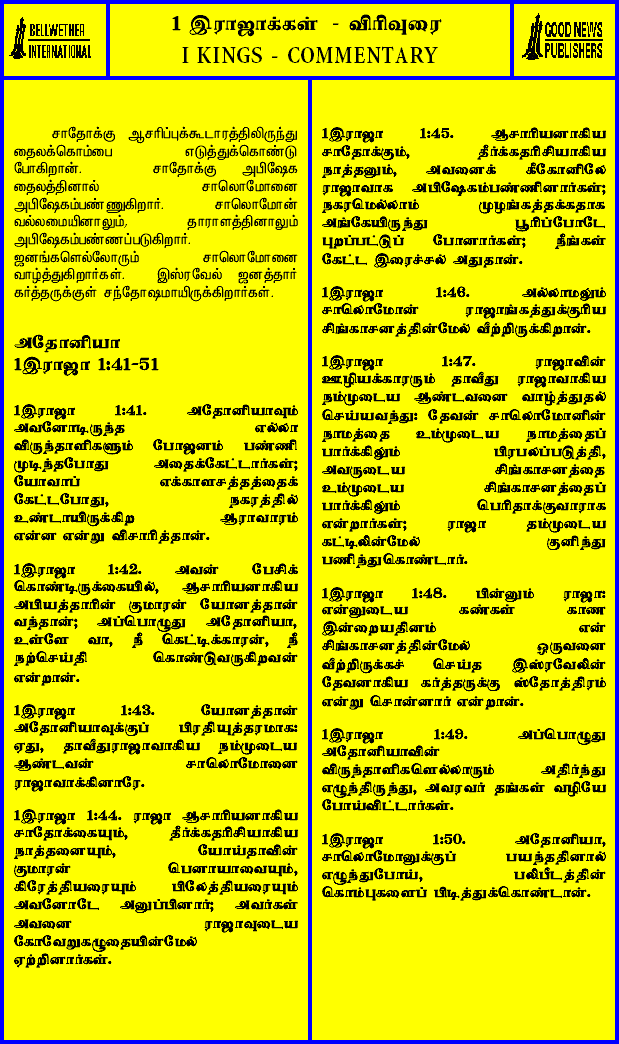 BELLWETHER
INTERNATIONAL
1 இராஜாக்கள் - விரிவுரை
I KINGS - COMMENTARY
GOOD NEWS
PUBLISHERS
சாதோக்கு ஆசரிப்புக்கூடாரத்திலிருந்து
தைலக்கொம்பை எடுத்துக்கொண்டு
போகிறான். சாதோக்கு அபிஷேக
தைலத்தினால் சாலொமோனை
அபிஷேகம்பண்ணுகிறார். சாலொமோன்
வல்லமையினாலும், தாராளத்தினாலும்
அபிஷேகம்பண்ணப்படுகிறார்.
ஜனங்களெல்லோரும் சாலொமோனை
வாழ்த்துகிறார்கள். இஸ்ரவேல் ஜனத்தார்
கர்த்தருக்குள் சந்தோஷமாயிருக்கிறார்கள்.
அதோனியா
1இராஜா 1:41-51
1இராஜா 1:41. அதோனியாவும்
அவனோடிருந்த எல்லா
விருந்தாளிகளும் போஜனம் பண்ணி
முடிந்தபோது அதைக்கேட்டார்கள்;
யோவாப் எக்காளசத்தத்தைக்
கேட்டபோது, நகரத்தில்
உண்டாயிருக்கிற ஆரவாரம்
என்ன என்று விசாரித்தான்.
1இராஜா 1:42. அவன் பேசிக்
கொண்டிருக்கையில், ஆசாரியனாகிய
அபியத்தாரின் குமாரன் யோனத்தான்
வந்தான்; அப்பொழுது அதோனியா,
உள்ளே வா, நீ கெட்டிக்காரன், நீ
நற்செய்தி கொண்டுவருகிறவன்
என்றான்.
1இராஜா 1:43. யோனத்தான்
அதோனியாவுக்குப் பிரதியுத்தரமாக:
ஏது, தாவீதுராஜாவாகிய நம்முடைய
ஆண்டவன் சாலொமோனை
ராஜாவாக்கினாரே.
1இராஜா 1:44. ராஜா ஆசாரியனாகிய
சாதோக்கையும், தீர்க்கதரிசியாகிய
நாத்தனையும், யோய்தாவின்
குமாரன் பெனாயாவையும்,
கிரேத்தியரையும் பிலேத்தியரையும்
அவனோடே அனுப்பினார்; அவர்கள்
அவனை ராஜாவுடைய
கோவேறுகழுதையின்மேல்
ஏற்றினார்கள்.
1இராஜா 1:45. ஆசாரியனாகிய
சாதோக்கும், தீர்க்கதரிசியாகிய
நாத்தனும், அவனைக் கீகோனிலே
ராஜாவாக அபிஷேகம்பண்ணினார்கள்;
நகரமெல்லாம் முழங்கத்தக்கதாக
அங்கேயிருந்து பூரிப்போடே
புறப்பட்டுப் போனார்கள்; நீங்கள்
கேட்ட இரைச்சல் அதுதான்.
1இராஜா 1:46. அல்லாமலும்
சாலொமோன் ராஜாங்கத்துக்குரிய
சிங்காசனத்தின்மேல் வீற்றிருக்கிறான்.
1இராஜா 1:47. ராஜாவின்
ஊழியக்காரரும் தாவீது ராஜாவாகிய
நம்முடைய ஆண்டவனை வாழ்த்துதல்
செய்யவந்து: தேவன் சாலொமோனின்
நாமத்தை உம்முடைய நாமத்தைப்
பார்க்கிலும் பிரபலப்படுத்தி,
அவருடைய சிங்காசனத்தை
உம்முடைய சிங்காசனத்தைப்
பார்க்கிலும் பெரிதாக்குவாராக
என்றார்கள்; ராஜா தம்முடைய
கட்டிலின்மேல் குனிந்து
பணிந்துகொண்டார்.
1இராஜா 1:48. பின்னும் ராஜா:
என்னுடைய கண்கள் காண
இன்றையதினம் என்
சிங்காசனத்தின்மேல் ஒருவனை
வீற்றிருக்கச் செய்த இஸ்ரவேலின்
தேவனாகிய கர்த்தருக்கு ஸ்தோத்திரம்
என்று சொன்னார் என்றான்.
1இராஜா 1:49. அப்பொழுது
அதோனியாவின்
விருந்தாளிகளெல்லாரும் அதிர்ந்து
எழுந்திருந்து, அவரவர் தங்கள் வழியே
போய்விட்டார்கள்.
1இராஜா 1:50. அதோனியா,
சாலொமோனுக்குப் பயந்ததினால்
எழுந்துபோய், பலிபீடத்தின்
கொம்புகளைப் பிடித்துக்கொண்டான்.